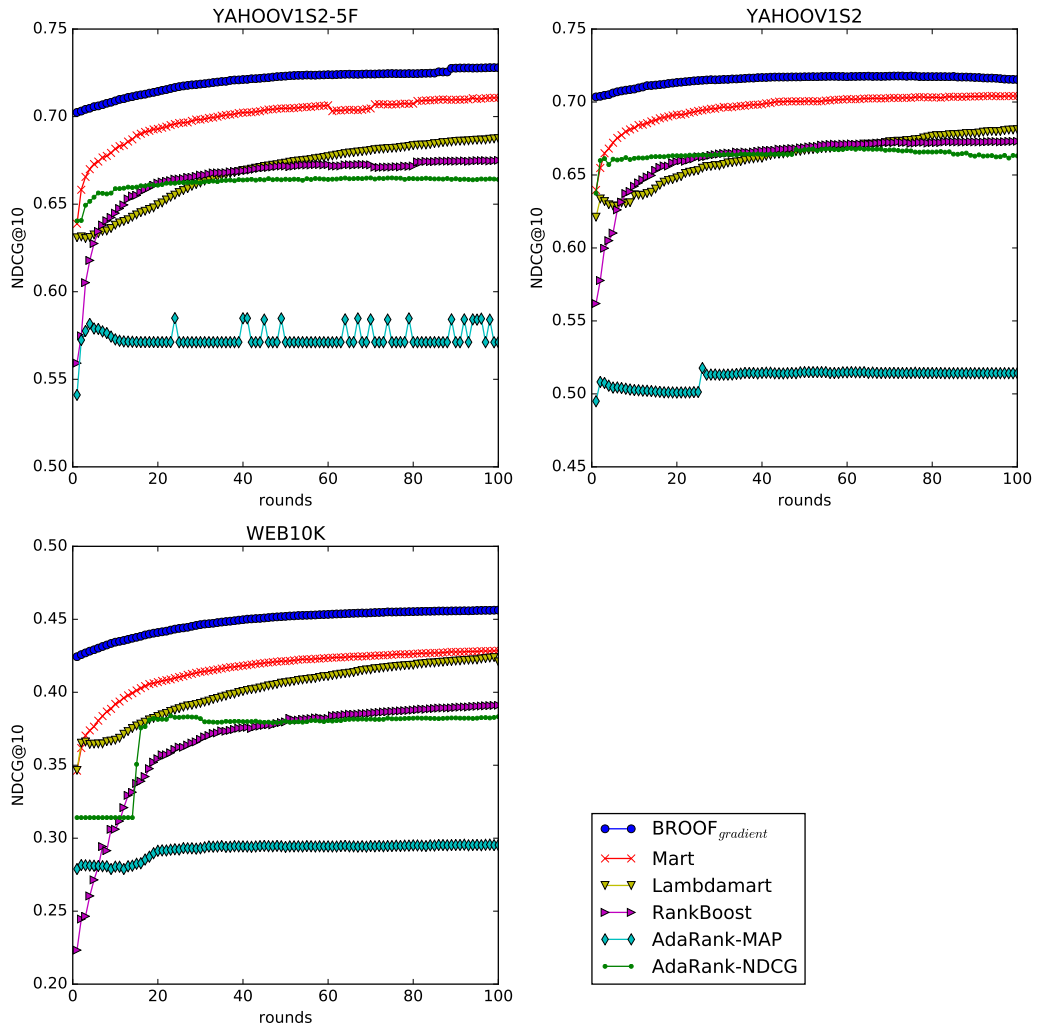 YAHOOV1S2-5F
0.75
0.70
0.65
0.60
0.55
0.50
NDCG@10
0 20 40 60 80 100
rounds
YAHOOV1S2
0.75
0.70
0.65
0.60
0.55
0.50
0.45
NDCG@10
0 20 40 60 80 100
rounds
WEB10K
0.50
0.45
0.40
0.35
0.30
0.25
0.20
NDCG@10
0 20 40 60 80 100
rounds
BROOFgradient
Mart
Lambdamart
RankBoost
AdaRank-MAP
AdaRank-NDCG